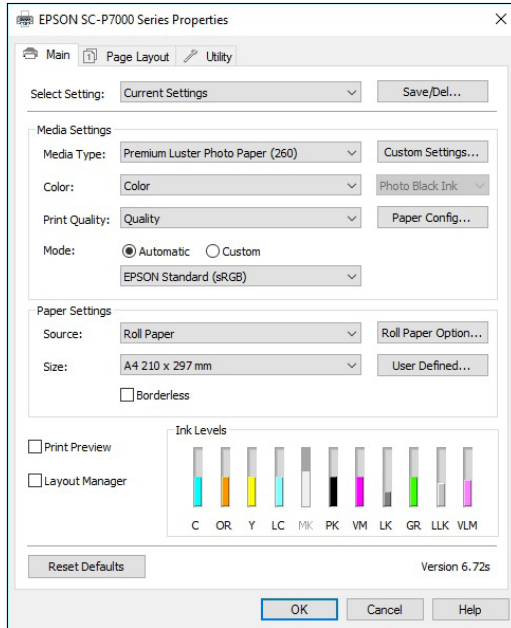 EPSON SC-P7000 Series Properties
Main
Page Layout
Utility
Select Setting: Current Settings Save/Del...
Media Settings
Media Type: Premium Luster Photo Paper (260) Custom Settings...
Color: Color Photo Black Ink
Print Quality: Quality Paper Config...
Mode: Automatic Custom
EPSON Standard (sRGB)
Paper Settings
Source: Roll Paper Roll Paper Option...
Size: A4 210 x 297 mm User Defined...
Borderless
Print Preview
Layout Manager
Ink Levels
C OR Y LC MK PK VM LK GR LLK VLM
Reset Defaults Version 6.72s
OK Cancel Help